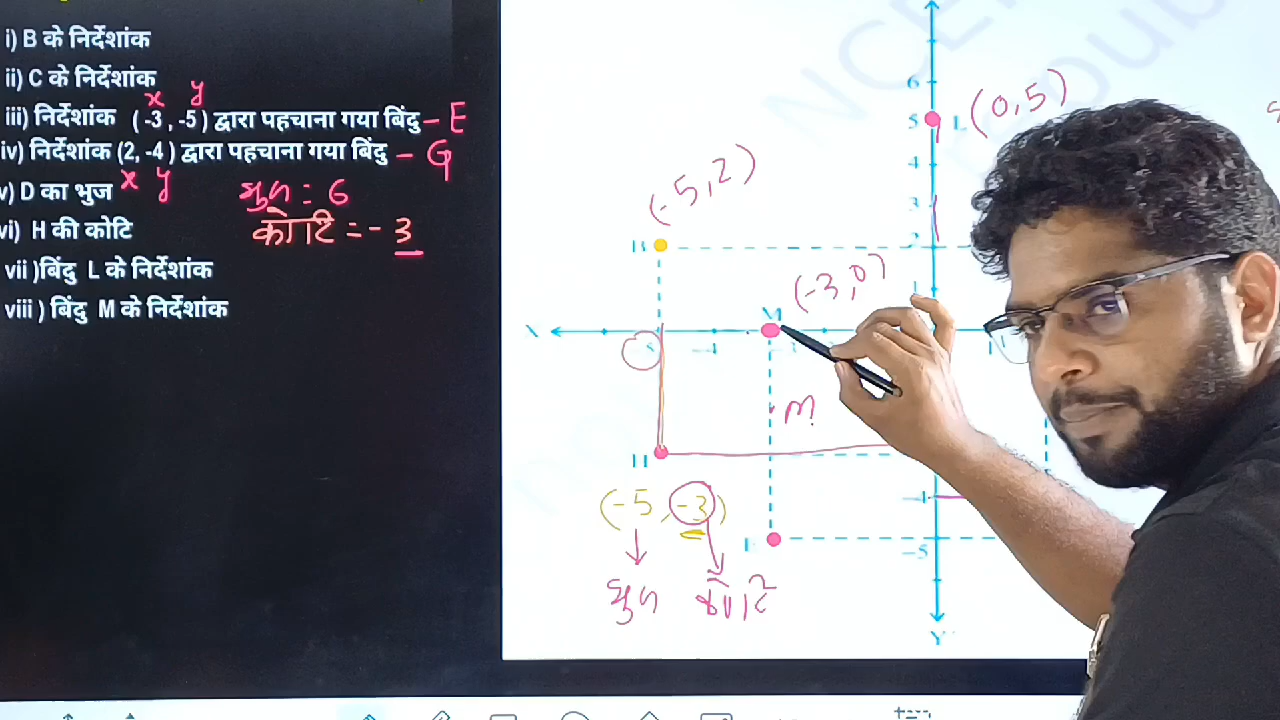 i) B के निर्देशांक
ii) C के निर्देशांक
x y
iii) निर्देशांक ( -3 , -5 ) द्वारा पहचाना गया बिंदु – E
iv) निर्देशांक (2, -4 ) द्वारा पहचाना गया बिंदु – G
x y
v) D का भुज भुज = 6
vi) H की कोटि कोटि = - 3
vii )बिंदु L के निर्देशांक
viii ) बिंदु M के निर्देशांक
6
5 L (0, 5)
4
(-5, 2)
3
B 2
(-3, 0)
M 1
X
-4
M
H
(-5, -3)
-4
E -5
भुज कोटि
Y'